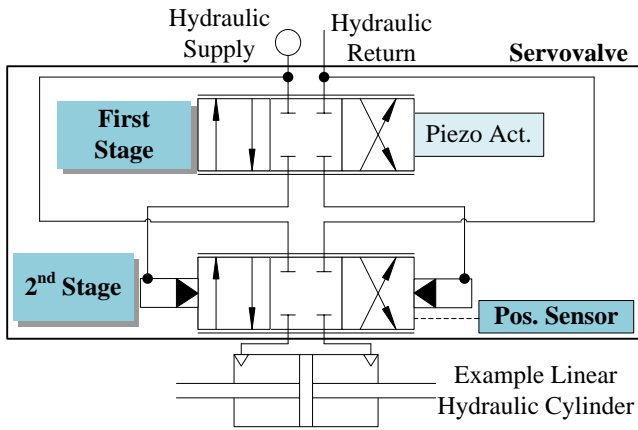 Hydraulic
Supply
Hydraulic
Return
Servovalve
First
Stage
Piezo Act.
2nd Stage
Pos. Sensor
Example Linear
Hydraulic Cylinder